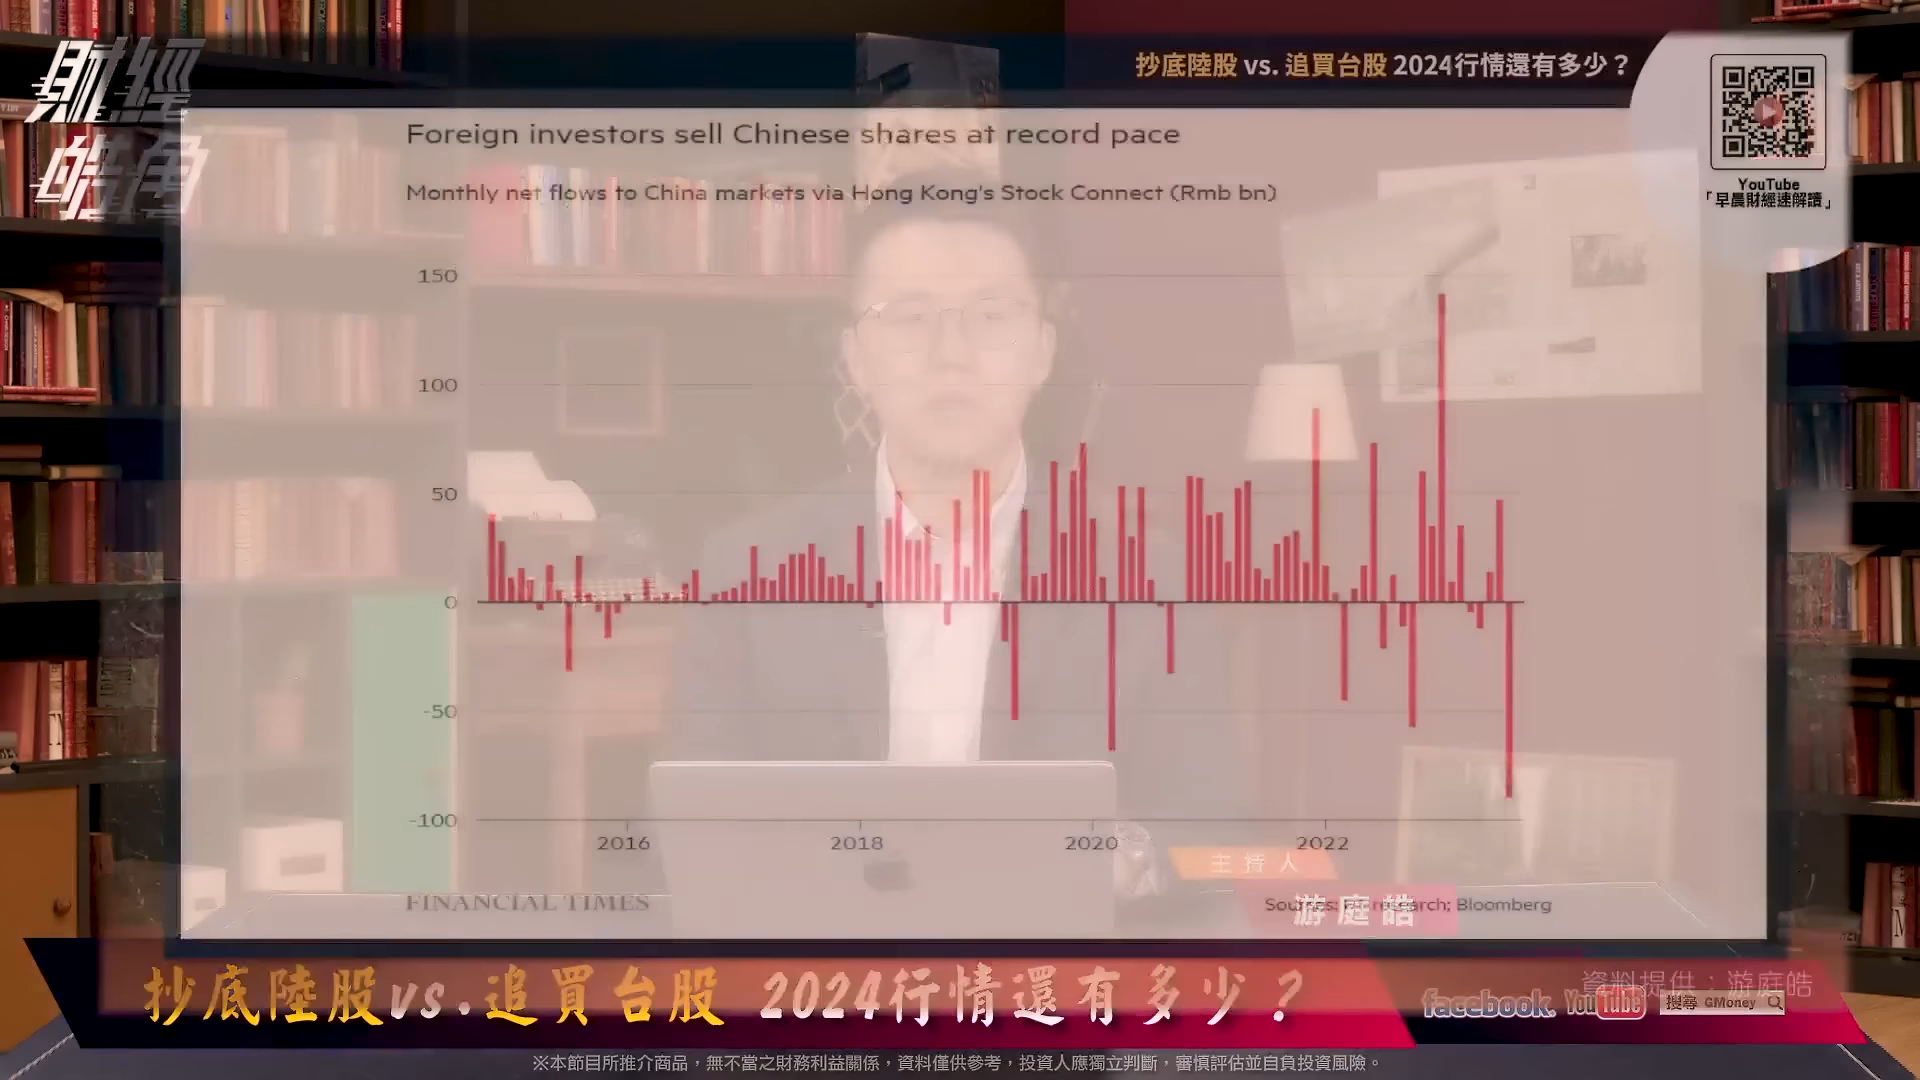 財經
皓角
抄底陸股 vs. 追買台股 2024行情還有多少？
YouTube
「早晨財經速解讀」
Foreign investors sell Chinese shares at record pace
Monthly net flows to China markets via Hong Kong's Stock Connect (Rmb bn)
150
100
50
0
-50
-100
2016
2018
2020
2022
主持人
FINANCIAL TIMES
Sources: research; Bloomberg
游庭皓
抄底陸股vs.追買台股 2024行情還有多少？
資料提供：游庭皓
facebook.
YouTube
搜尋 GMoney
※本節目所推介商品，無不當之財務利益關係，資料僅供參考，投資人應獨立判斷，審慎評估並自負投資風險。